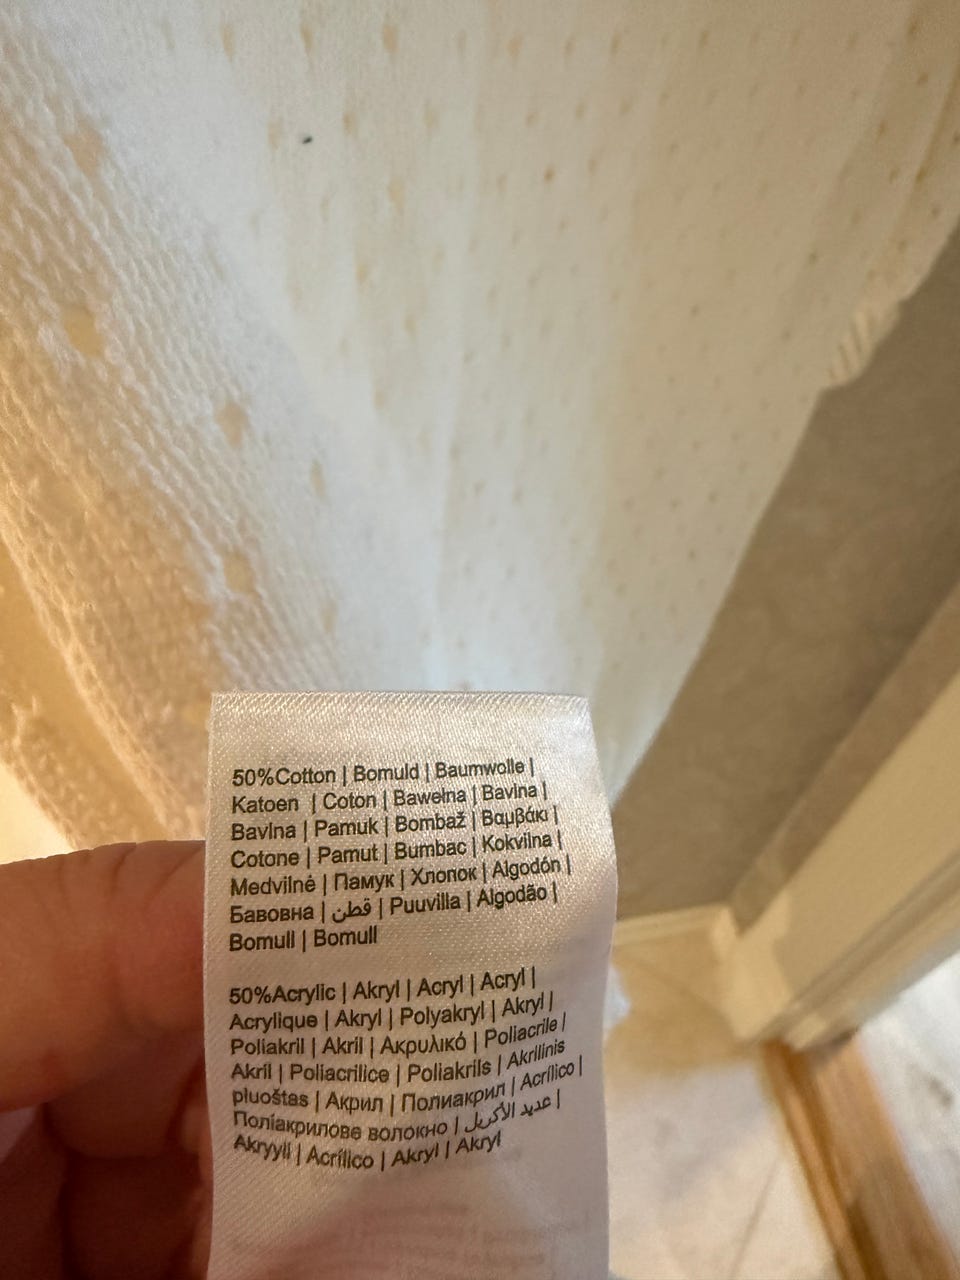 50%Cotton | Bomuld | Baumwolle |
Katoen | Coton | Bawełna | Bavina |
Bavlna | Pamuk | Bombaž | Βαμβάκι |
Cotone | Pamut | Bumbac | Kokvilna |
Medvilnė | Памук | Хлопок | Algodón |
Бавовна | قطن | Puuvilla | Algodão |
Bomull | Bomull
50%Acrylic | Akryl | Acryl | Acryl |
Acrylique | Akryl | Polyakryl | Akryl |
Poliakril | Akril | Ακρυλικό | Poliacrile |
Akril | Poliacrilice | Poliakrils | Akrilinis
pluoštas | Акрил | Полиакрил | Acrílico |
Поліакрилове волокно | عديد الأكريل |
Akryyli | Acrílico | Akryl | Akryl